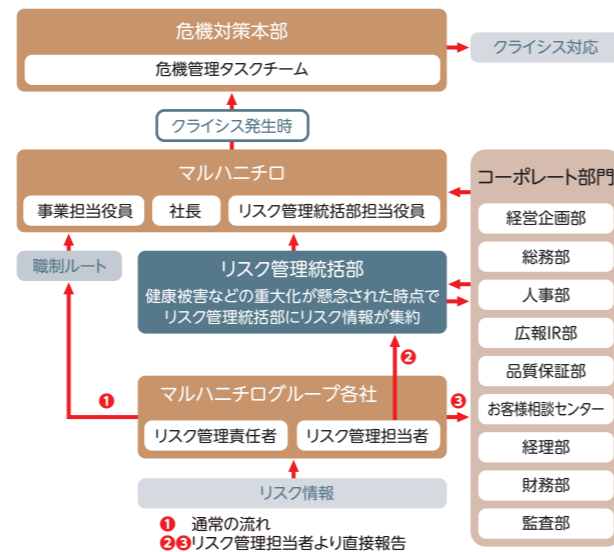 危機対策本部
危機管理タスクチーム
クライシス対応
クライシス発生時
マルハニチロ
事業担当役員
社長
リスク管理統括部担当役員
職制ルート
リスク管理統括部
健康被害などの重大化が懸念された時点で
リスク管理統括部にリスク情報が集約
❷
❶
マルハニチログループ各社
リスク管理責任者
リスク管理担当者
❸
リスク情報
コーポレート部門
経営企画部
総務部
人事部
広報IR部
品質保証部
お客様相談センター
経理部
財務部
監査部
❶ 通常の流れ
❷❸リスク管理担当者より直接報告